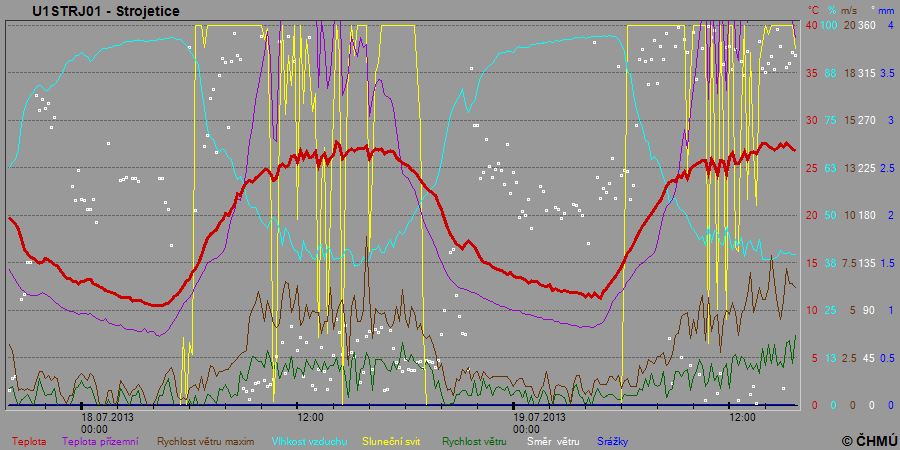 U1STRJ01 - Strojetice
°C % m/s ° mm
40 100 20 360 4
35 88 18 315 3.5
30 75 15 270 3
25 63 13 225 2.5
20 50 10 180 2
15 38 7.5 135 1.5
10 25 5 90 1
5 13 2.5 45 0.5
0 0 0 0 0
18.07.2013 12:00 19.07.2013 12:00
00:00 00:00
Teplota Teplota přízemní Rychlost větru maxim Vlhkost vzduchu Sluneční svit Rychlost větru Směr větru Srážky © ČHMÚ